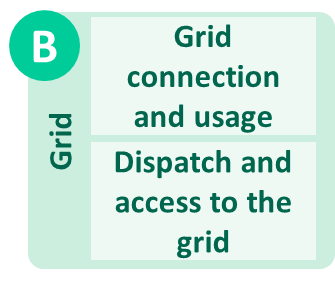 B
Grid
Grid
connection
and usage
Dispatch and
access to the
grid